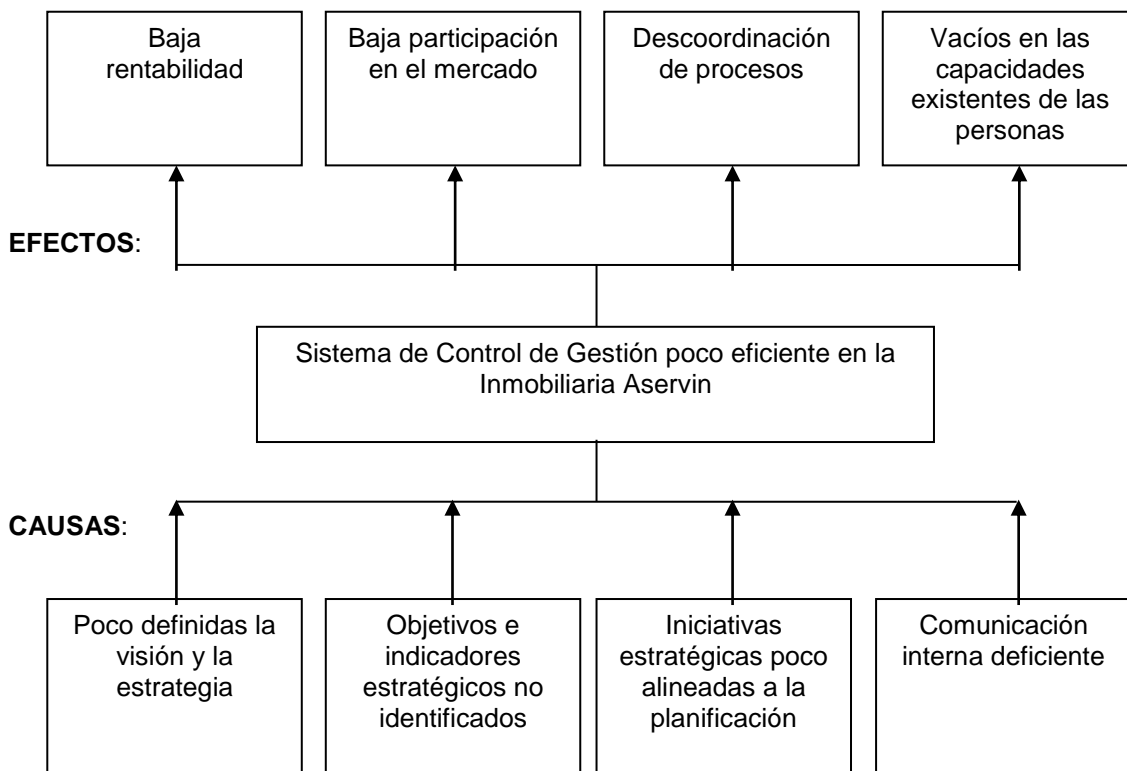 Baja
rentabilidad
Baja participación
en el mercado
Descoordinación
de procesos
Vacíos en las
capacidades
existentes de las
personas
EFECTOS:
Sistema de Control de Gestión poco eficiente en la
Inmobiliaria Aservin
CAUSAS:
Poco definidas la
visión y la
estrategia
Objetivos e
indicadores
estratégicos no
identificados
Iniciativas
estratégicas poco
alineadas a la
planificación
Comunicación
interna deficiente